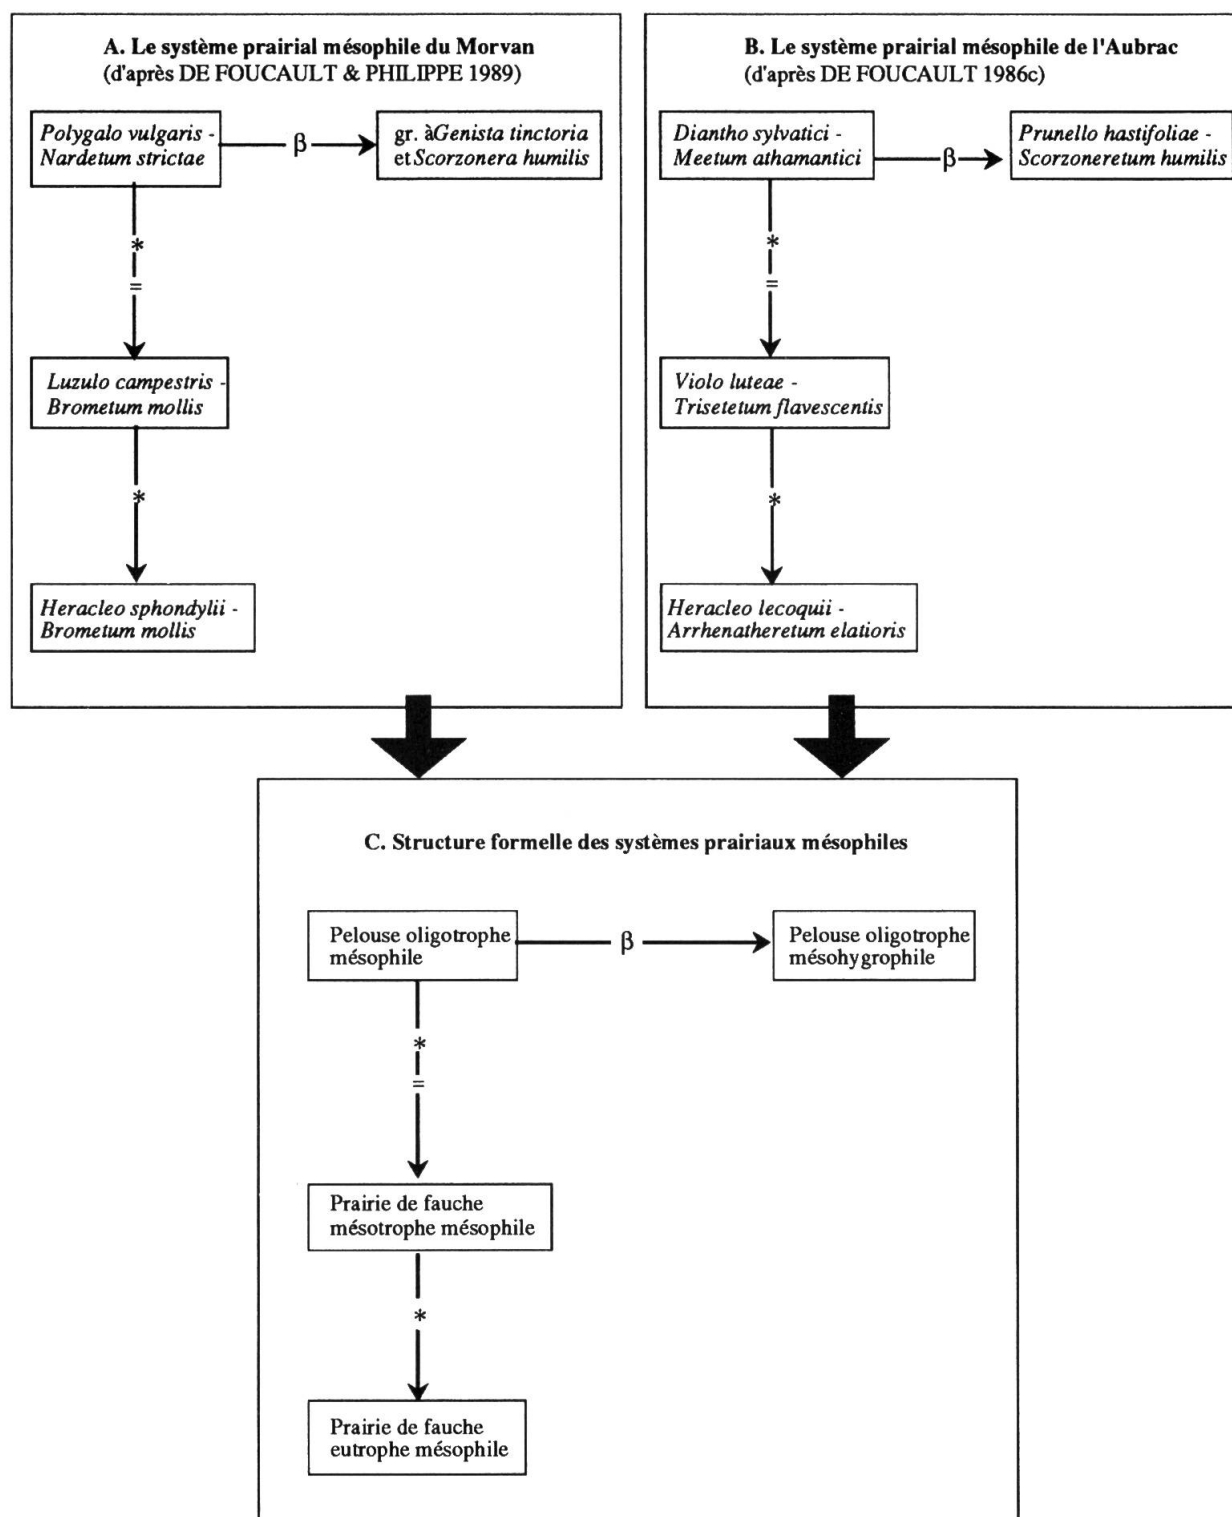 A. Le système prairial mésophile du Morvan
(d'après DE FOUCAULT & PHILIPPE 1989)
Polygalo vulgaris -
Nardetum strictae
β
gr. àGenista tinctoria
et Scorzonera humilis
*
=
Luzulo campestris -
Brometum mollis
*
Heracleo sphondylii -
Brometum mollis
B. Le système prairial mésophile de l'Aubrac
(d'après DE FOUCAULT 1986c)
Diantho sylvatici -
Meetum athamantici
β
Prunello hastifoliae -
Scorzoneretum humilis
*
=
Violo luteae -
Trisetetum flavescentis
*
Heracleo lecoquii -
Arrhenatheretum elatioris
C. Structure formelle des systèmes prairiaux mésophiles
Pelouse oligotrophe
mésophile
β
Pelouse oligotrophe
mésohygrophile
*
=
Prairie de fauche
mésotrophe mésophile
*
Prairie de fauche
eutrophe mésophile